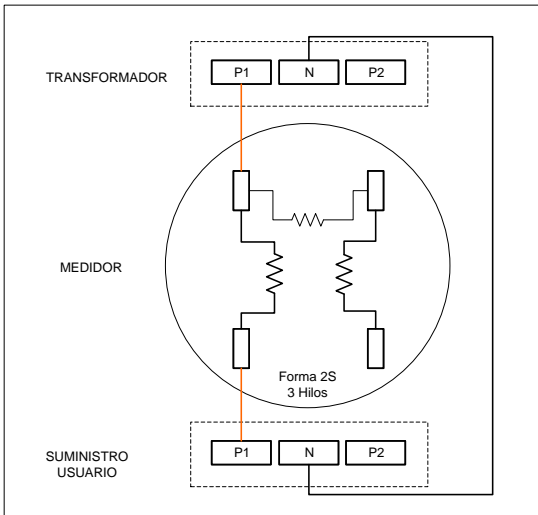 TRANSFORMADOR
P1 N P2
MEDIDOR
Forma 2S
3 Hilos
SUMINISTRO
USUARIO
P1 N P2